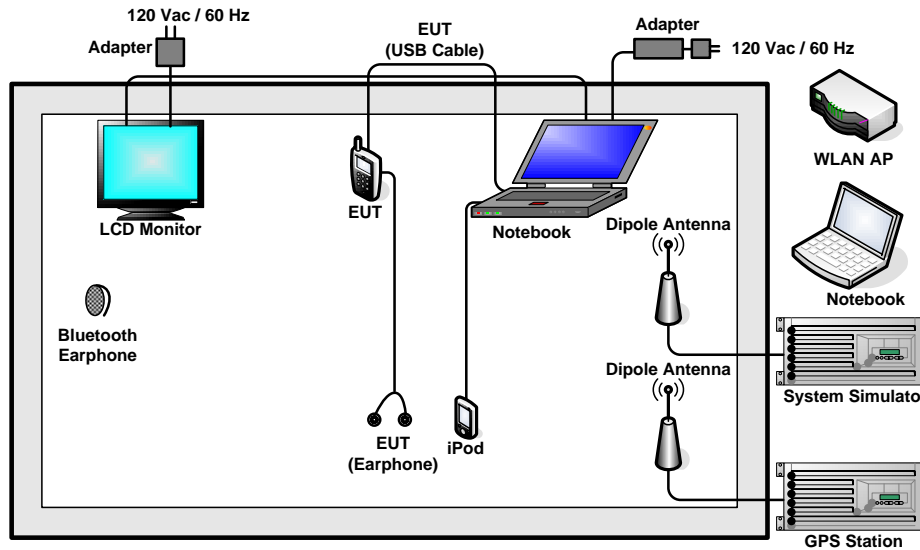 120 Vac / 60 Hz
Adapter
EUT
(USB Cable)
Adapter
120 Vac / 60 Hz
WLAN AP
LCD Monitor
EUT
Notebook
Dipole Antenna
Notebook
Bluetooth
Earphone
System Simulato
Dipole Antenna
EUT
(Earphone)
iPod
GPS Station